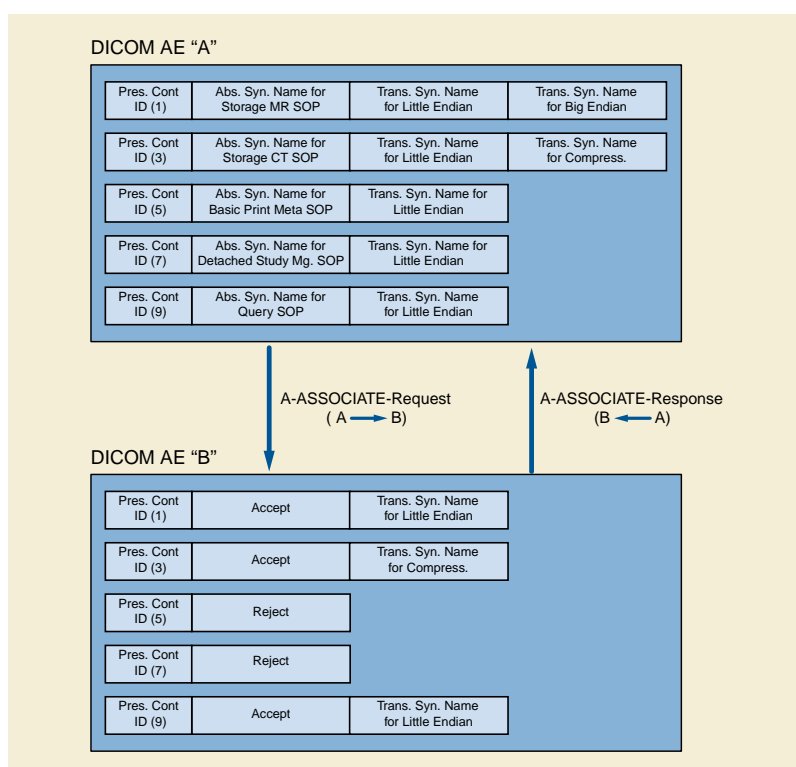 DICOM AE “A”
Pres. Cont
ID (1)
Abs. Syn. Name for
Storage MR SOP
Trans. Syn. Name
for Little Endian
Trans. Syn. Name
for Big Endian
Pres. Cont
ID (3)
Abs. Syn. Name for
Storage CT SOP
Trans. Syn. Name
for Little Endian
Trans. Syn. Name
for Compress.
Pres. Cont
ID (5)
Abs. Syn. Name for
Basic Print Meta SOP
Trans. Syn. Name for
Little Endian
Pres. Cont
ID (7)
Abs. Syn. Name for
Detached Study Mg. SOP
Trans. Syn. Name for
Little Endian
Pres. Cont
ID (9)
Abs. Syn. Name for
Query SOP
Trans. Syn. Name
for Little Endian
A-ASSOCIATE-Request
( A B)
A-ASSOCIATE-Response
(B A)
DICOM AE “B”
Pres. Cont
ID (1)
Accept
Trans. Syn. Name
for Little Endian
Pres. Cont
ID (3)
Accept
Trans. Syn. Name
for Compress.
Pres. Cont
ID (5)
Reject
Pres. Cont
ID (7)
Reject
Pres. Cont
ID (9)
Accept
Trans. Syn. Name
for Little Endian